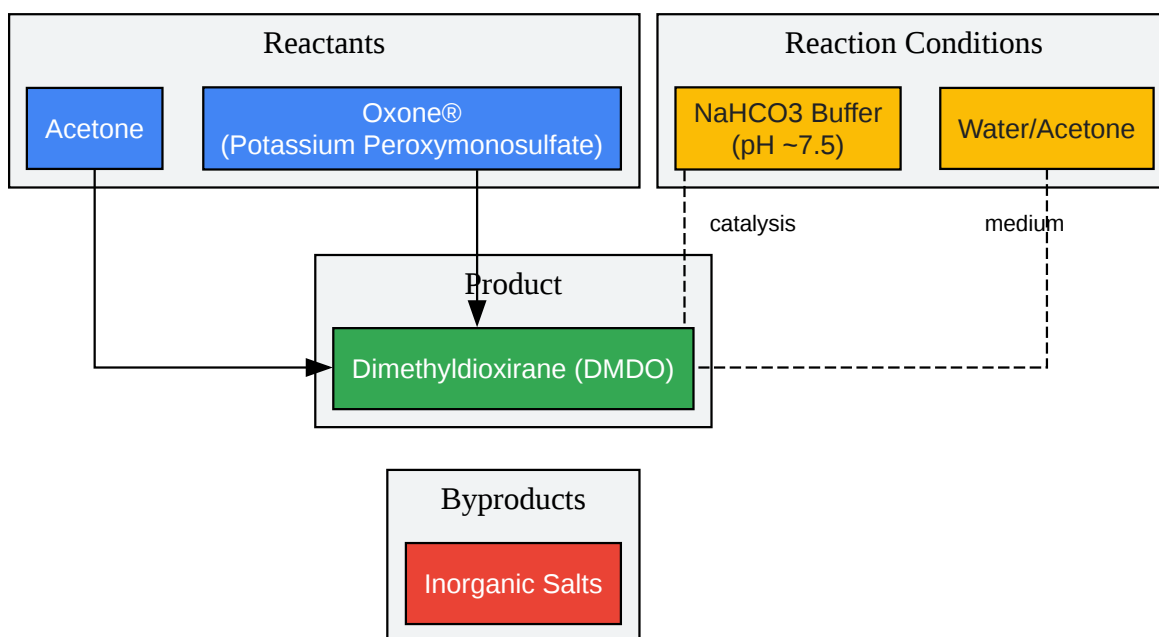 Reactants
Acetone
Oxone®
(Potassium Peroxymonosulfate)
Reaction Conditions
NaHCO3 Buffer
(pH ~7.5)
Water/Acetone
catalysis
medium
Product
Dimethyldioxirane (DMDO)
Byproducts
Inorganic Salts